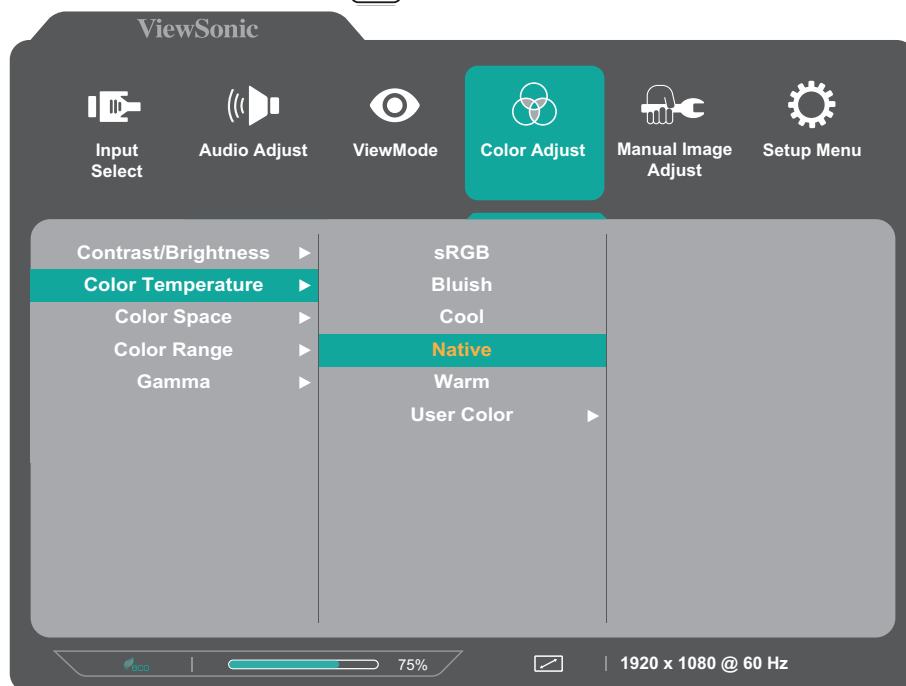 ViewSonic
Input Select
Audio Adjust
ViewMode
Color Adjust
Manual Image Adjust
Setup Menu
Contrast/Brightness
Color Temperature
Color Space
Color Range
Gamma
sRGB
Bluish
Cool
Native
Warm
User Color
eco
75%
1920 x 1080 @ 60 Hz